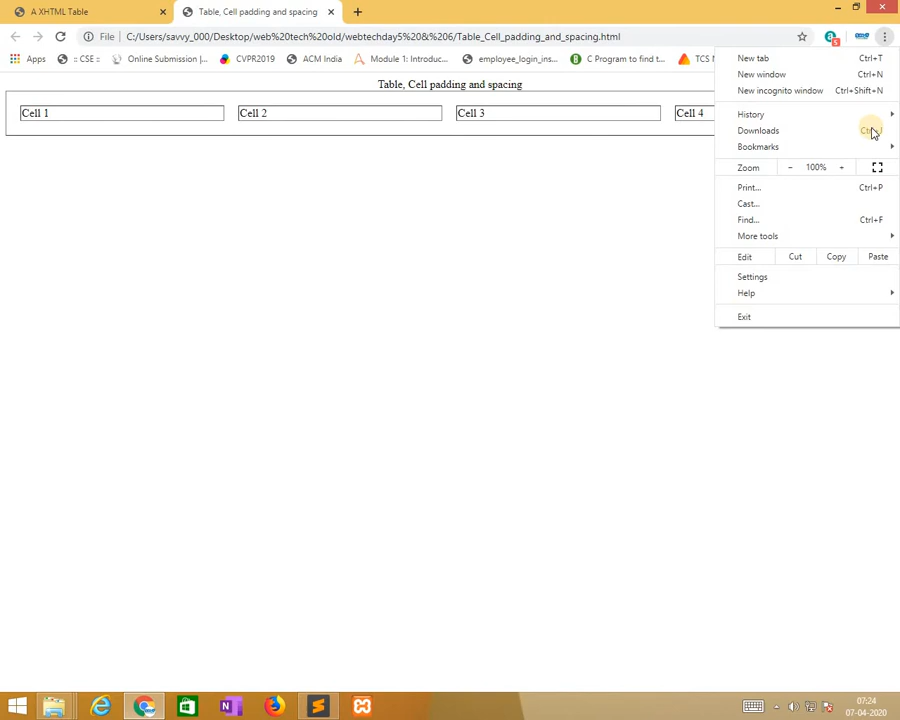 A XHTML Table
Table, Cell padding and spacing
File
C:/Users/savvy_000/Desktop/web%20tech%20old/webtechday5%20&%206/Table_Cell_padding_and_spacing.html
Apps
:: CSE ::
Online Submission |...
CVPR2019
ACM India
Module 1: Introduc...
employee_login_ins...
C Program to find t...
TCS N
Table, Cell padding and spacing
Cell 1
Cell 2
Cell 3
Cell 4
New tab Ctrl+T
New window Ctrl+N
New incognito window Ctrl+Shift+N
History
Downloads
Bookmarks
Zoom − 100% +
Print... Ctrl+P
Cast...
Find... Ctrl+F
More tools
Edit Cut Copy Paste
Settings
Help
Exit
07:24
07-04-2020